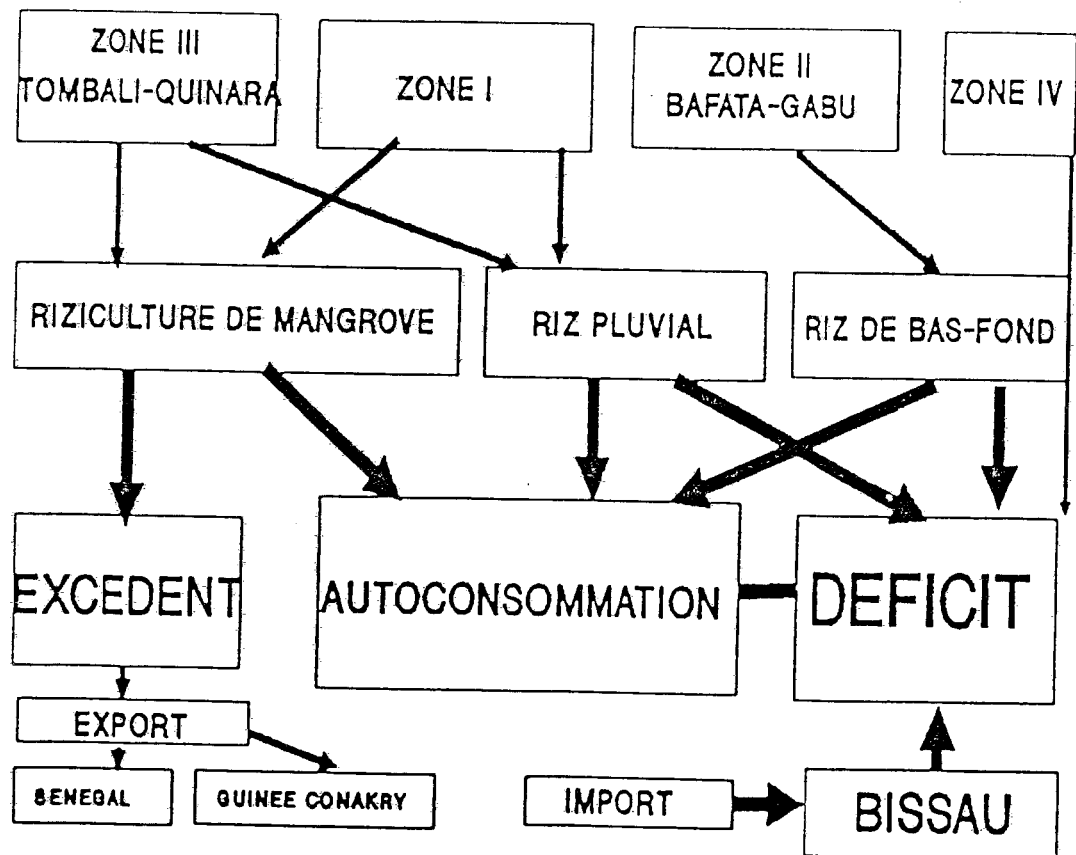 ZONE III
TOMBALI-QUINARA
ZONE I
ZONE II
BAFATA-GABU
ZONE IV
RIZICULTURE DE MANGROVE
RIZ PLUVIAL
RIZ DE BAS-FOND
EXCEDENT
AUTOCONSOMMATION
DEFICIT
EXPORT
SENEGAL
GUINEE CONAKRY
IMPORT
BISSAU